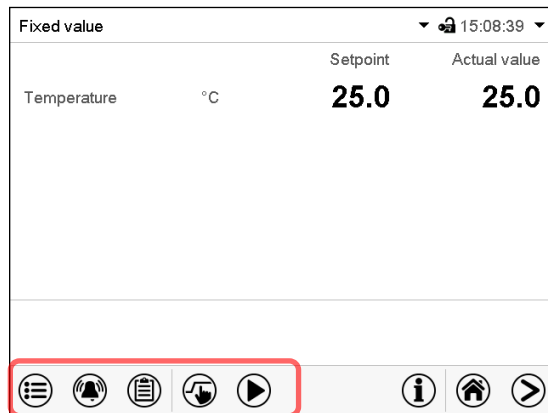 Fixed value 15:08:39
Setpoint Actual value
Temperature °C 25.0 25.0